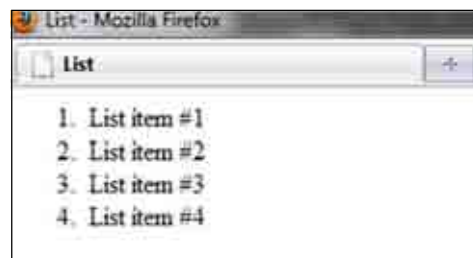 List - Mozilla Firefox
List
1. List item #1
2. List item #2
3. List item #3
4. List item #4